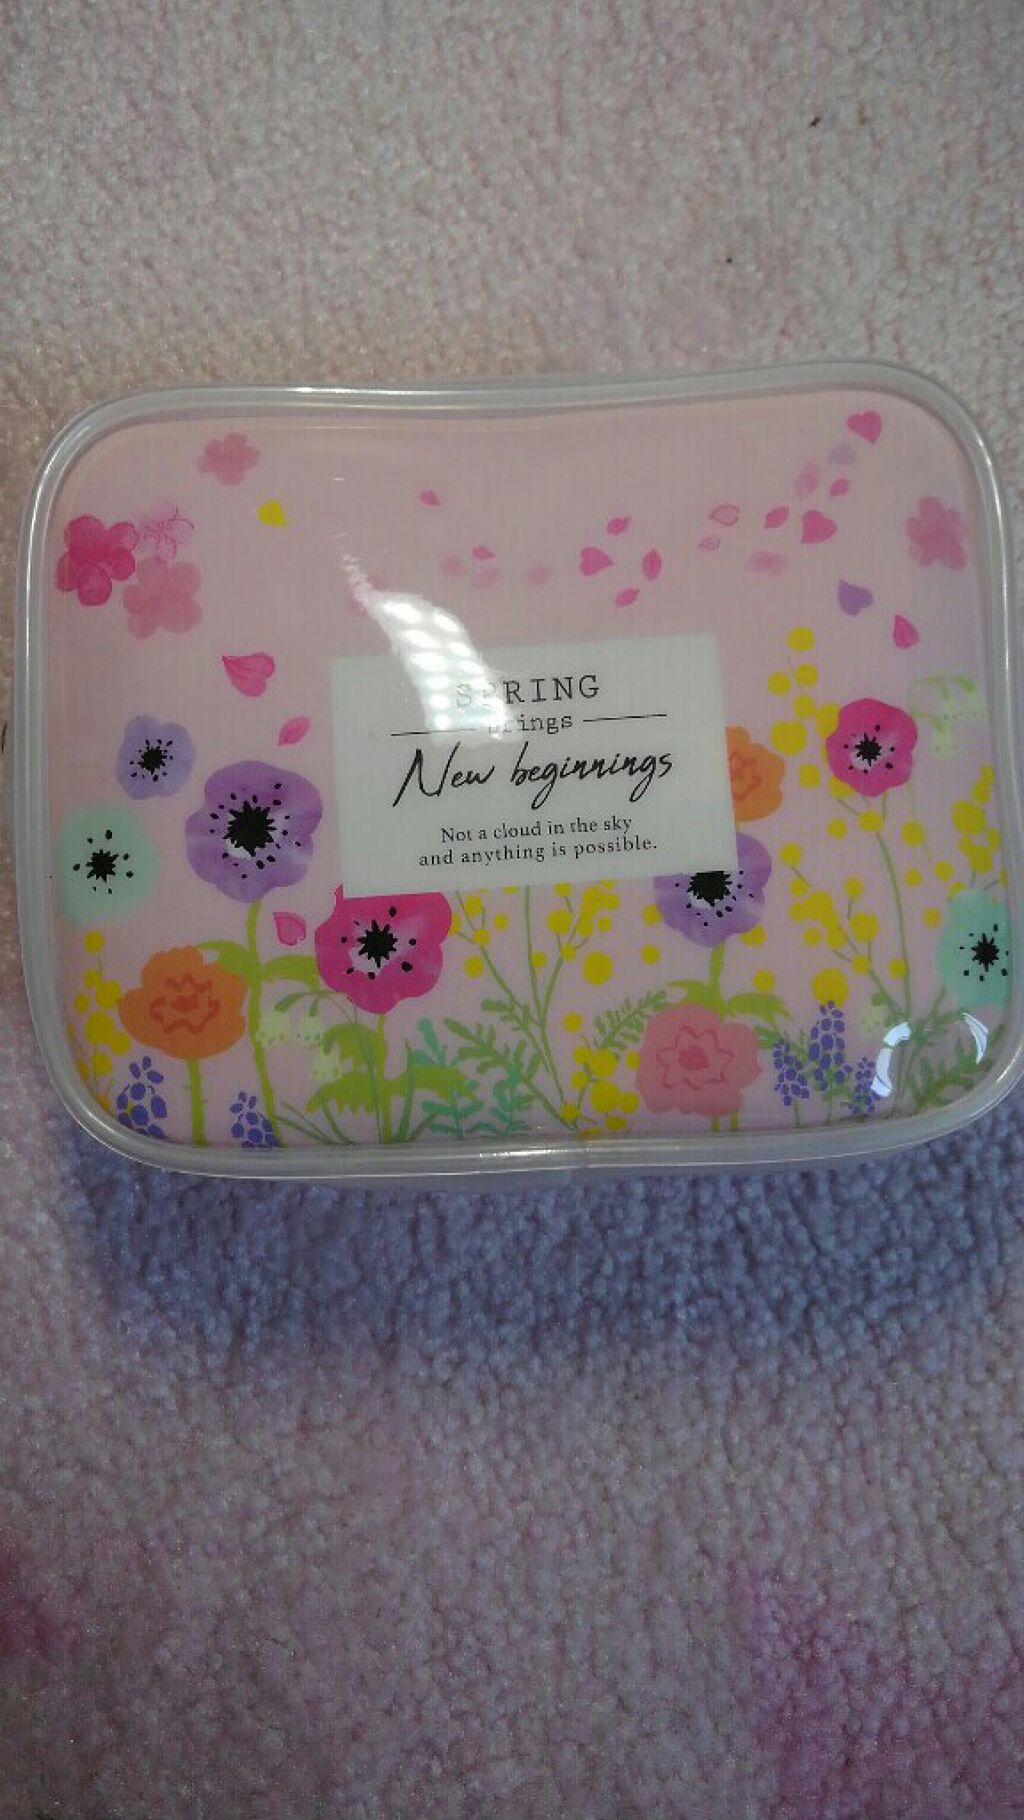 SPRING
brings
New beginnings
Not a cloud in the sky
and anything is possible.